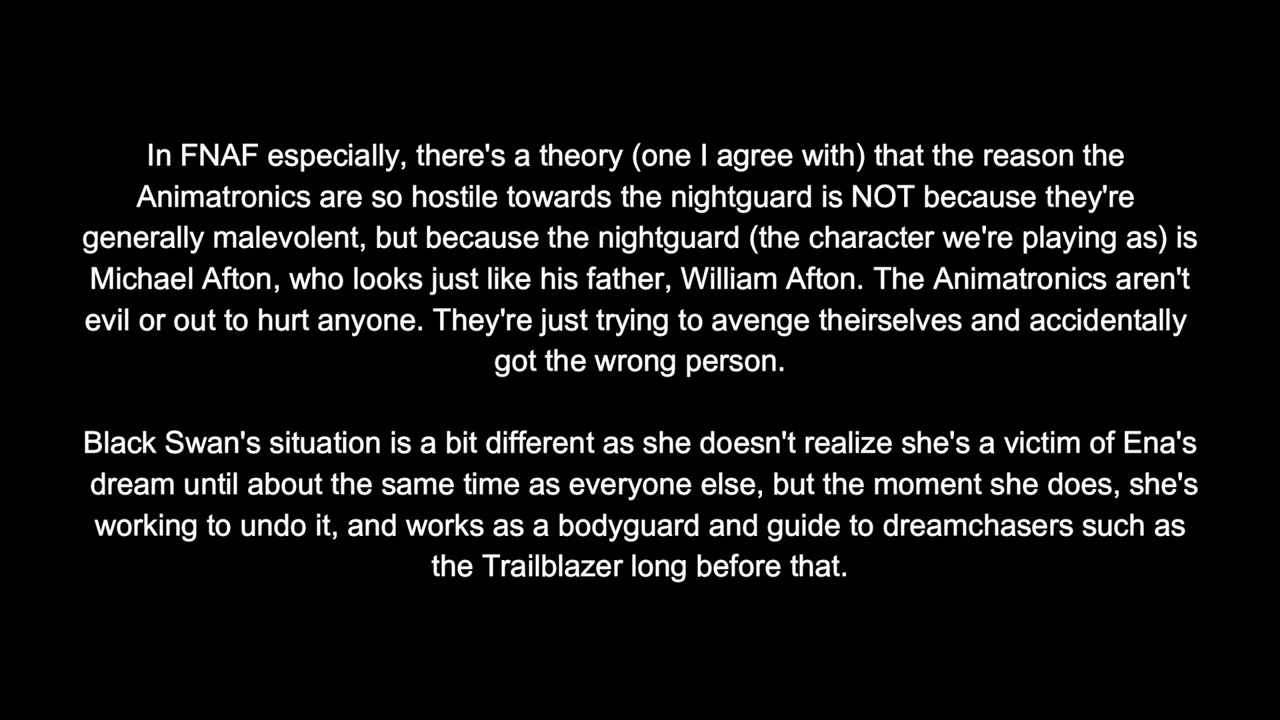 In FNAF especially, there's a theory (one I agree with) that the reason the
Animatronics are so hostile towards the nightguard is NOT because they're
generally malevolent, but because the nightguard (the character we're playing as) is
Michael Afton, who looks just like his father, William Afton. The Animatronics aren't
evil or out to hurt anyone. They're just trying to avenge theirselves and accidentally
got the wrong person.
Black Swan's situation is a bit different as she doesn't realize she's a victim of Ena's
dream until about the same time as everyone else, but the moment she does, she's
working to undo it, and works as a bodyguard and guide to dreamchasers such as
the Trailblazer long before that.